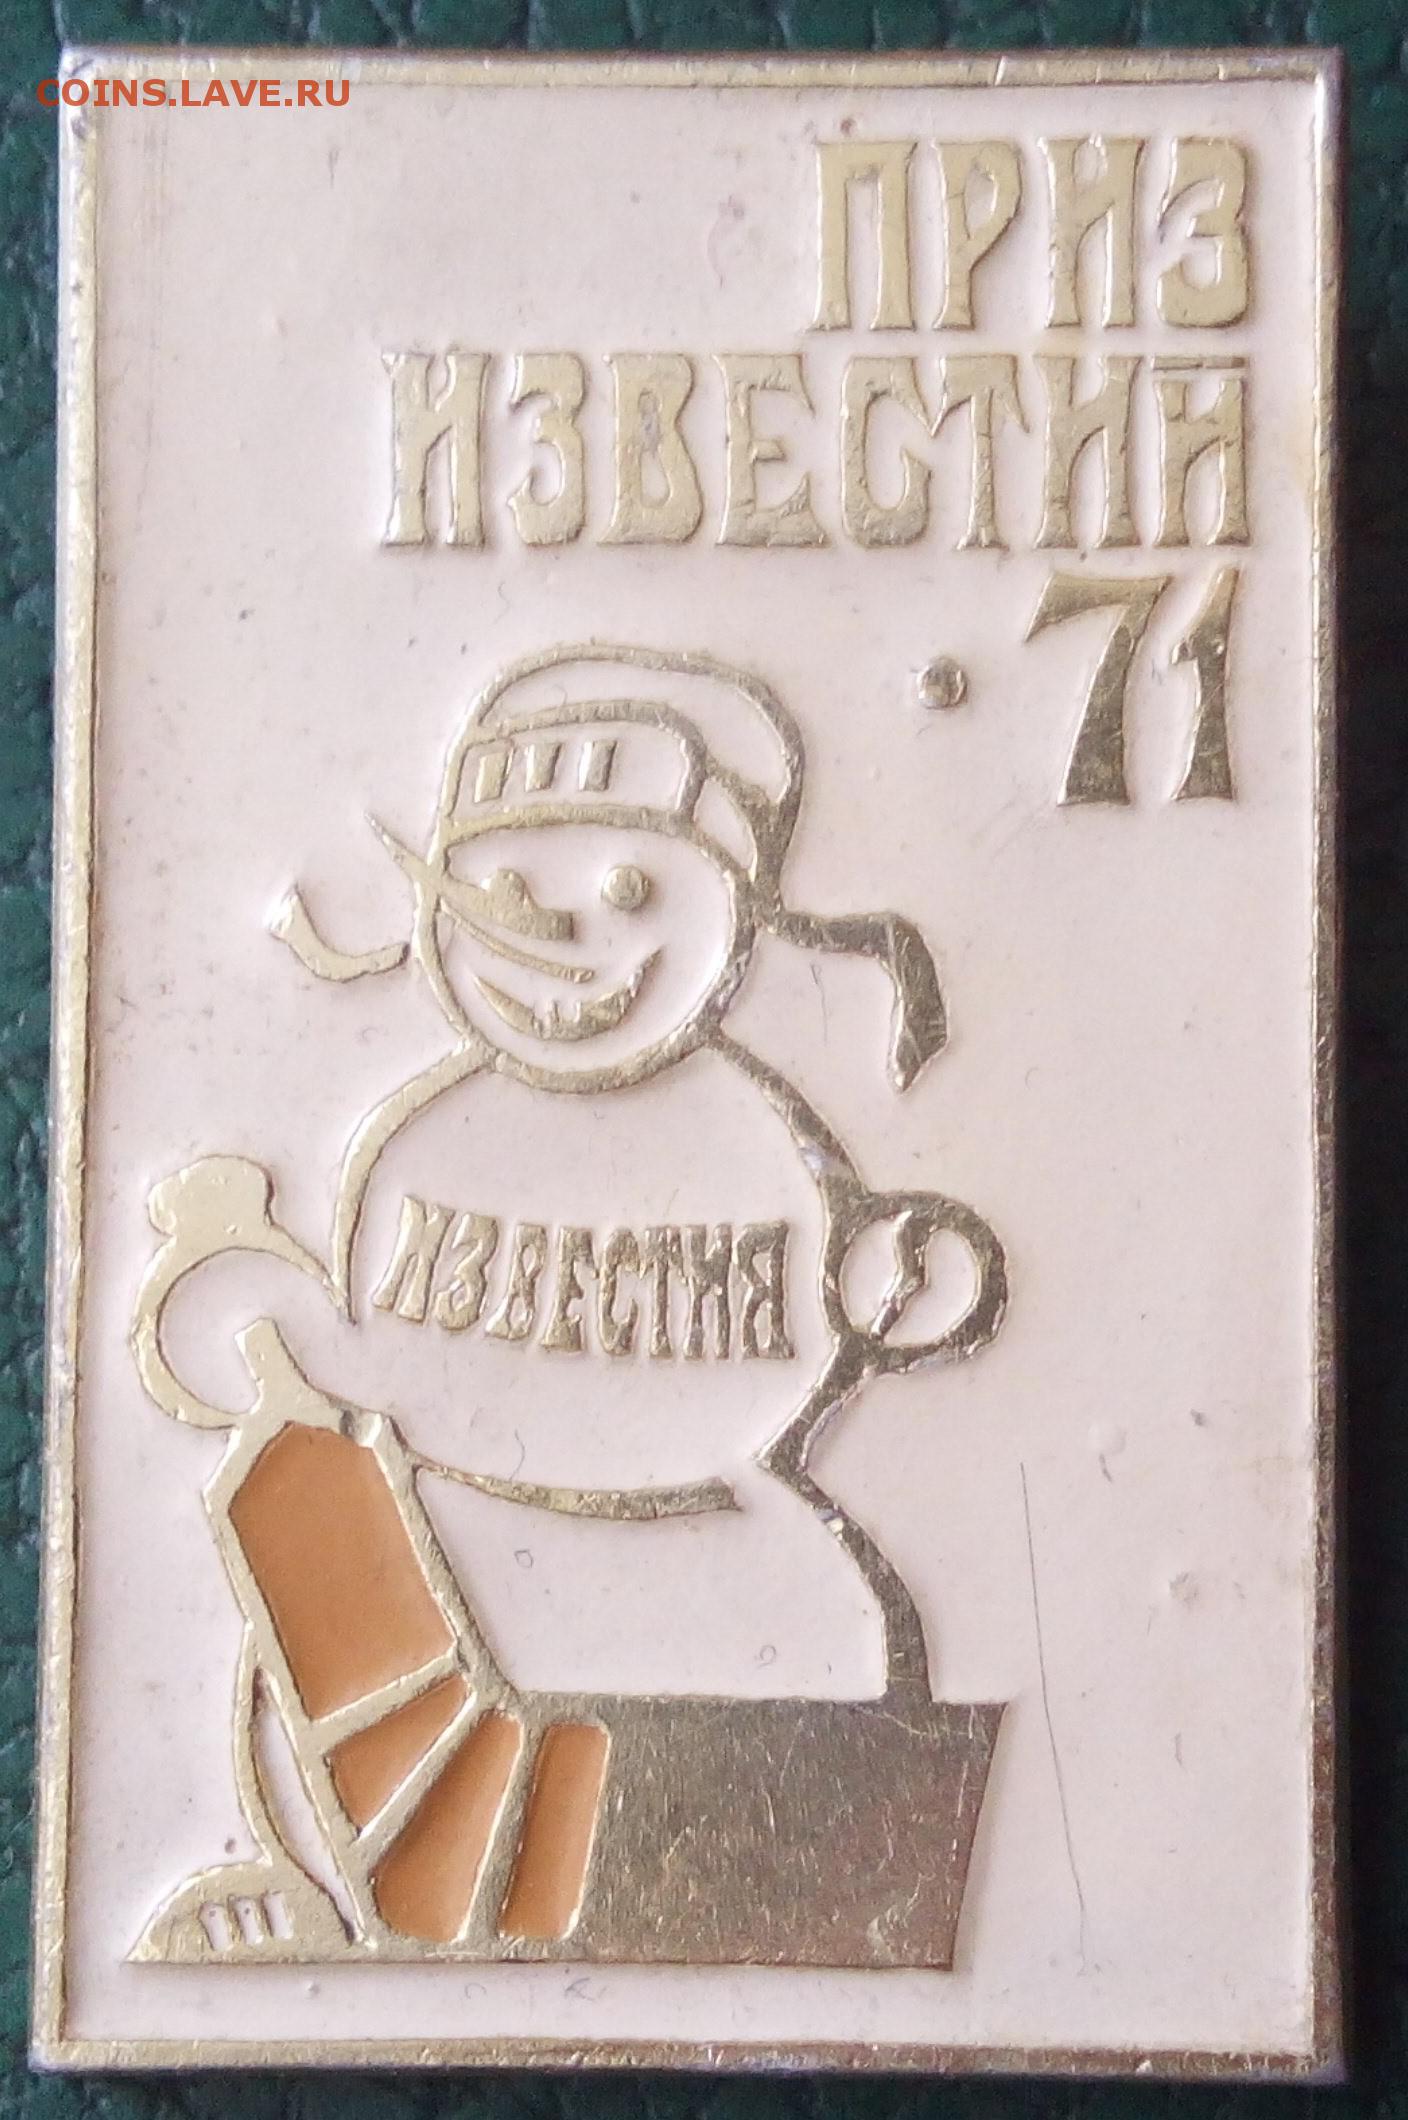 COINS.LAVE.RU
ПРИЗ
ИЗВЕСТИЙ
•71
ИЗВЕСТИЯ